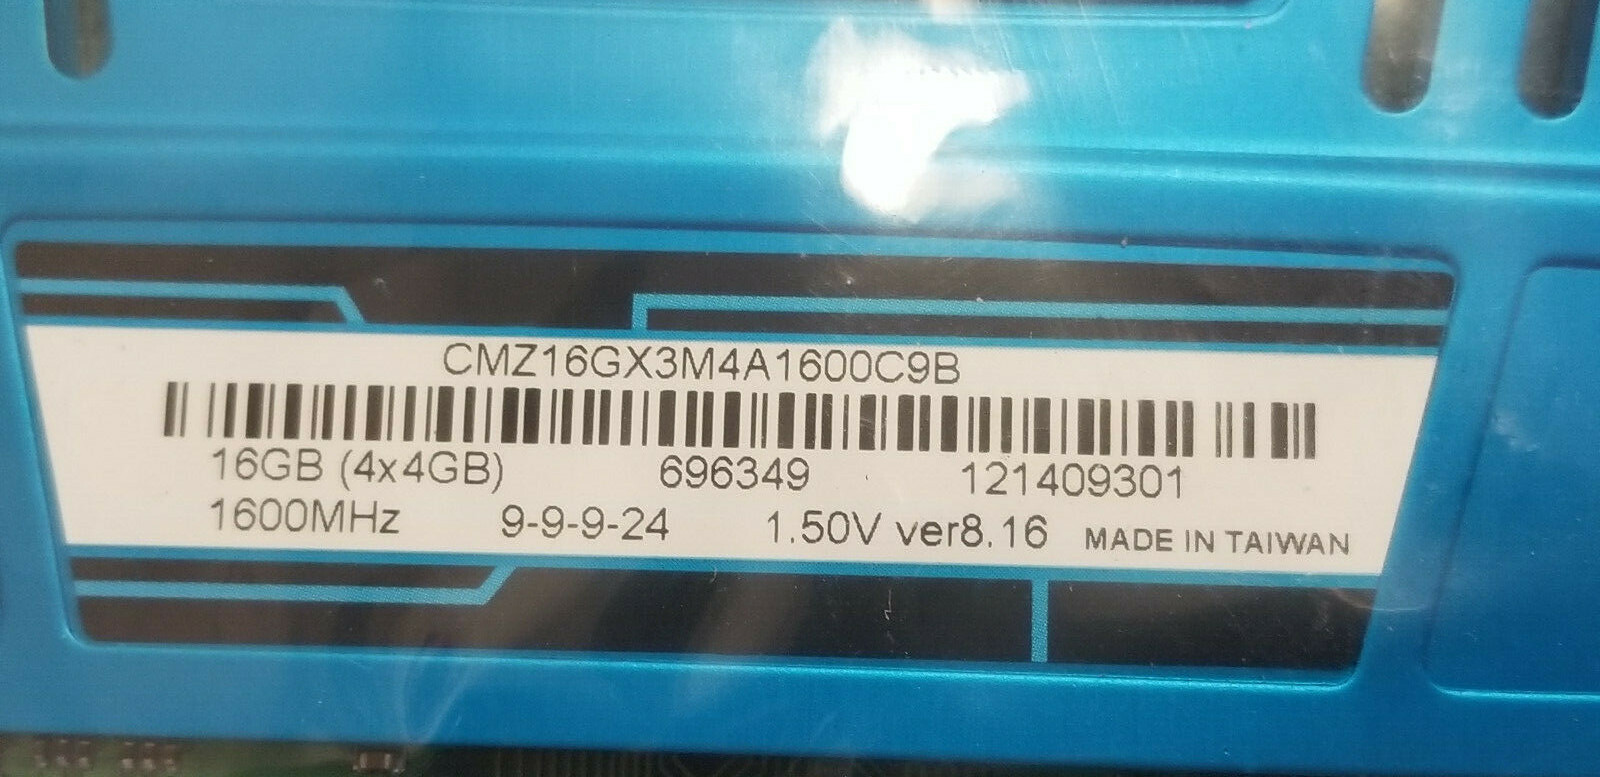 CMZ16GX3M4A1600C9B
16GB (4x4GB) 696349 121409301
1600MHz 9-9-9-24 1.50V ver8.16 MADE IN TAIWAN